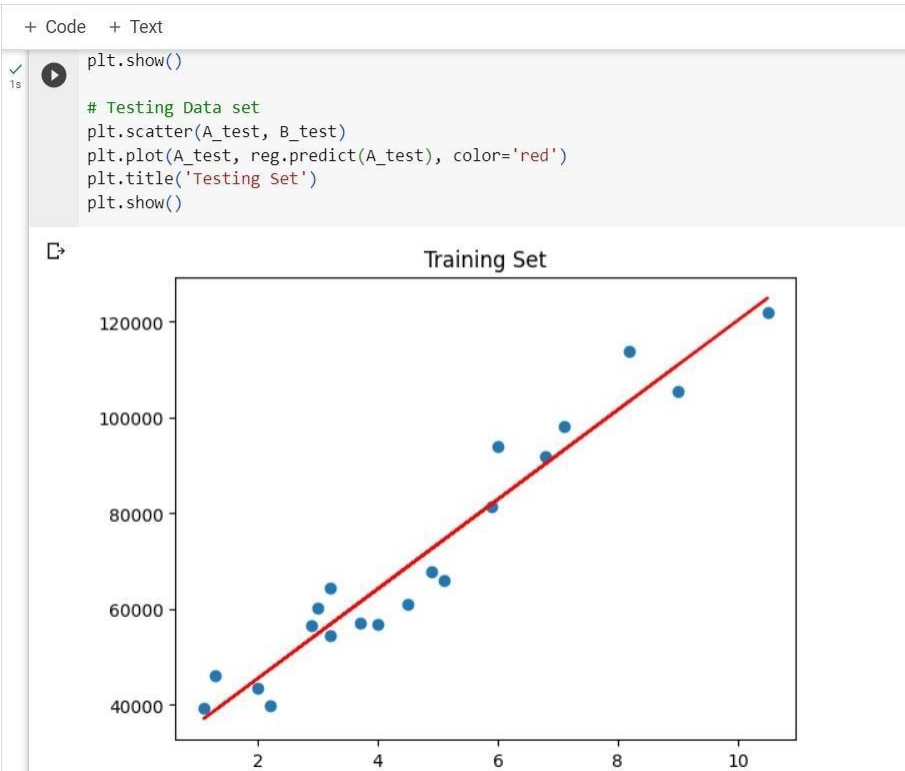 + Code + Text
plt.show()
1s
# Testing Data set
plt.scatter(A_test, B_test)
plt.plot(A_test, reg.predict(A_test), color='red')
plt.title('Testing Set')
plt.show()
Training Set
120000
100000
80000
60000
40000
2 4 6 8 10